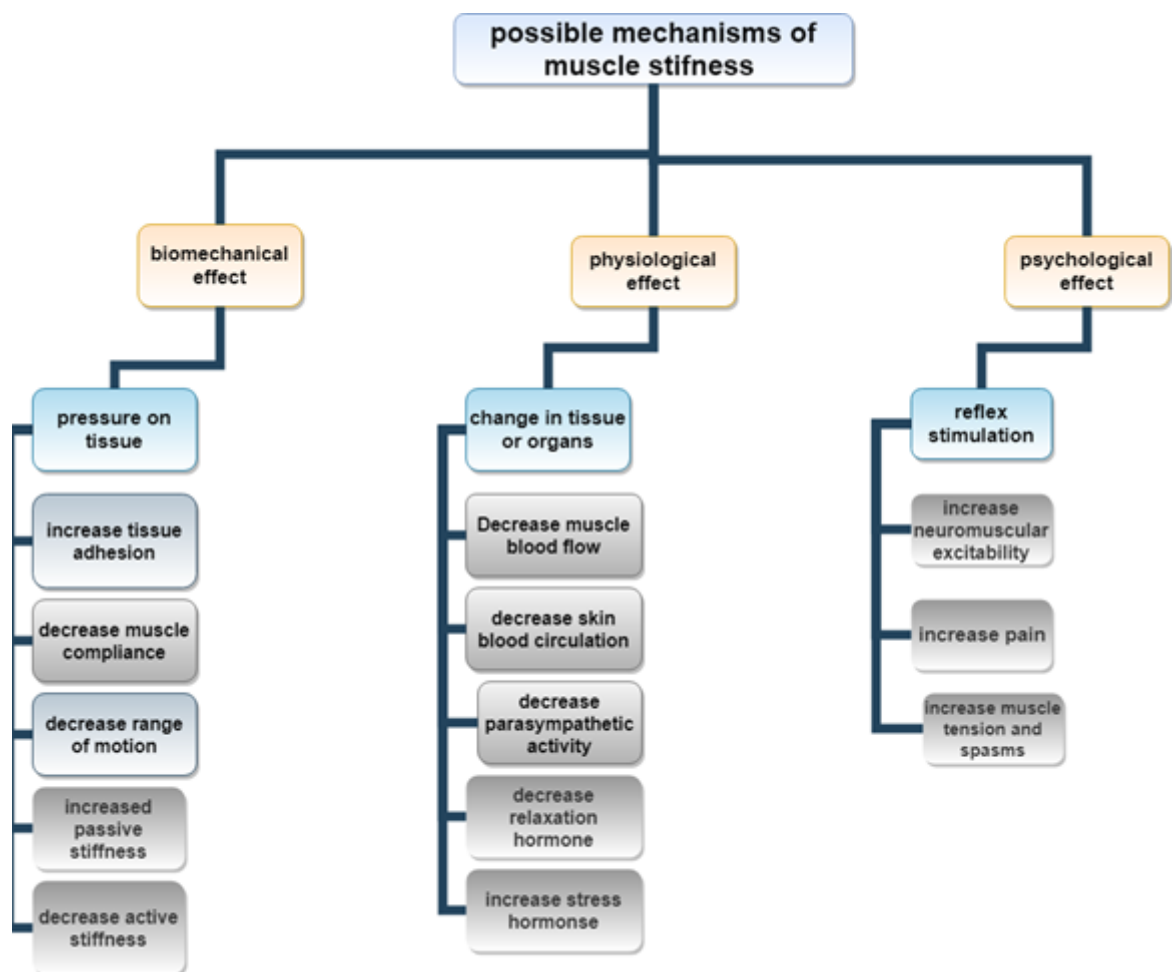 possible mechanisms of
muscle stifness
biomechanical
effect
physiological
effect
psychological
effect
pressure on
tissue
increase tissue
adhesion
decrease muscle
compliance
decrease range
of motion
increased
passive
stiffness
decrease active
stiffness
change in tissue
or organs
Decrease muscle
blood flow
decrease skin
blood circulation
decrease
parasympathetic
activity
decrease
relaxation
hormone
increase stress
hormonse
reflex
stimulation
increase
neuromuscular
excitability
increase pain
increase muscle
tension and
spasms